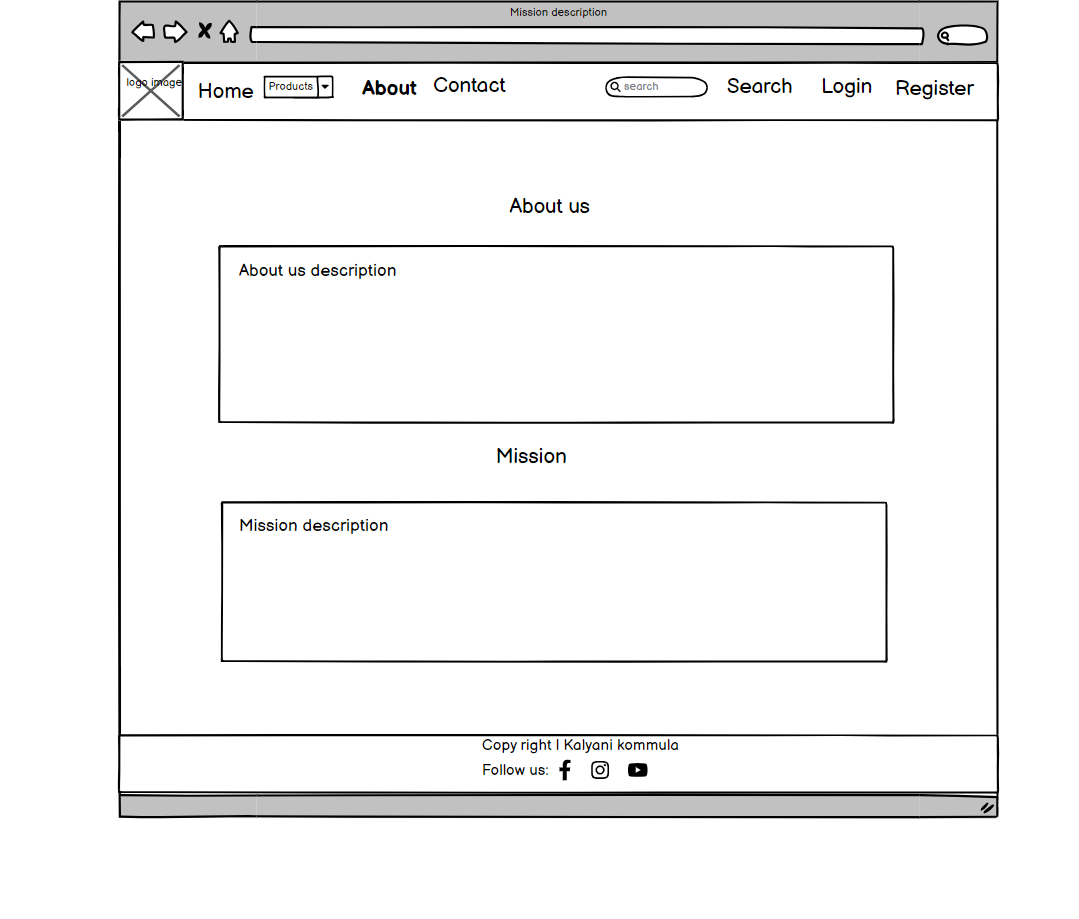 Mission description
logo image Home Products About Contact search Search Login Register
About us
About us description
Mission
Mission description
Copy right | Kalyani kommula
Follow us: